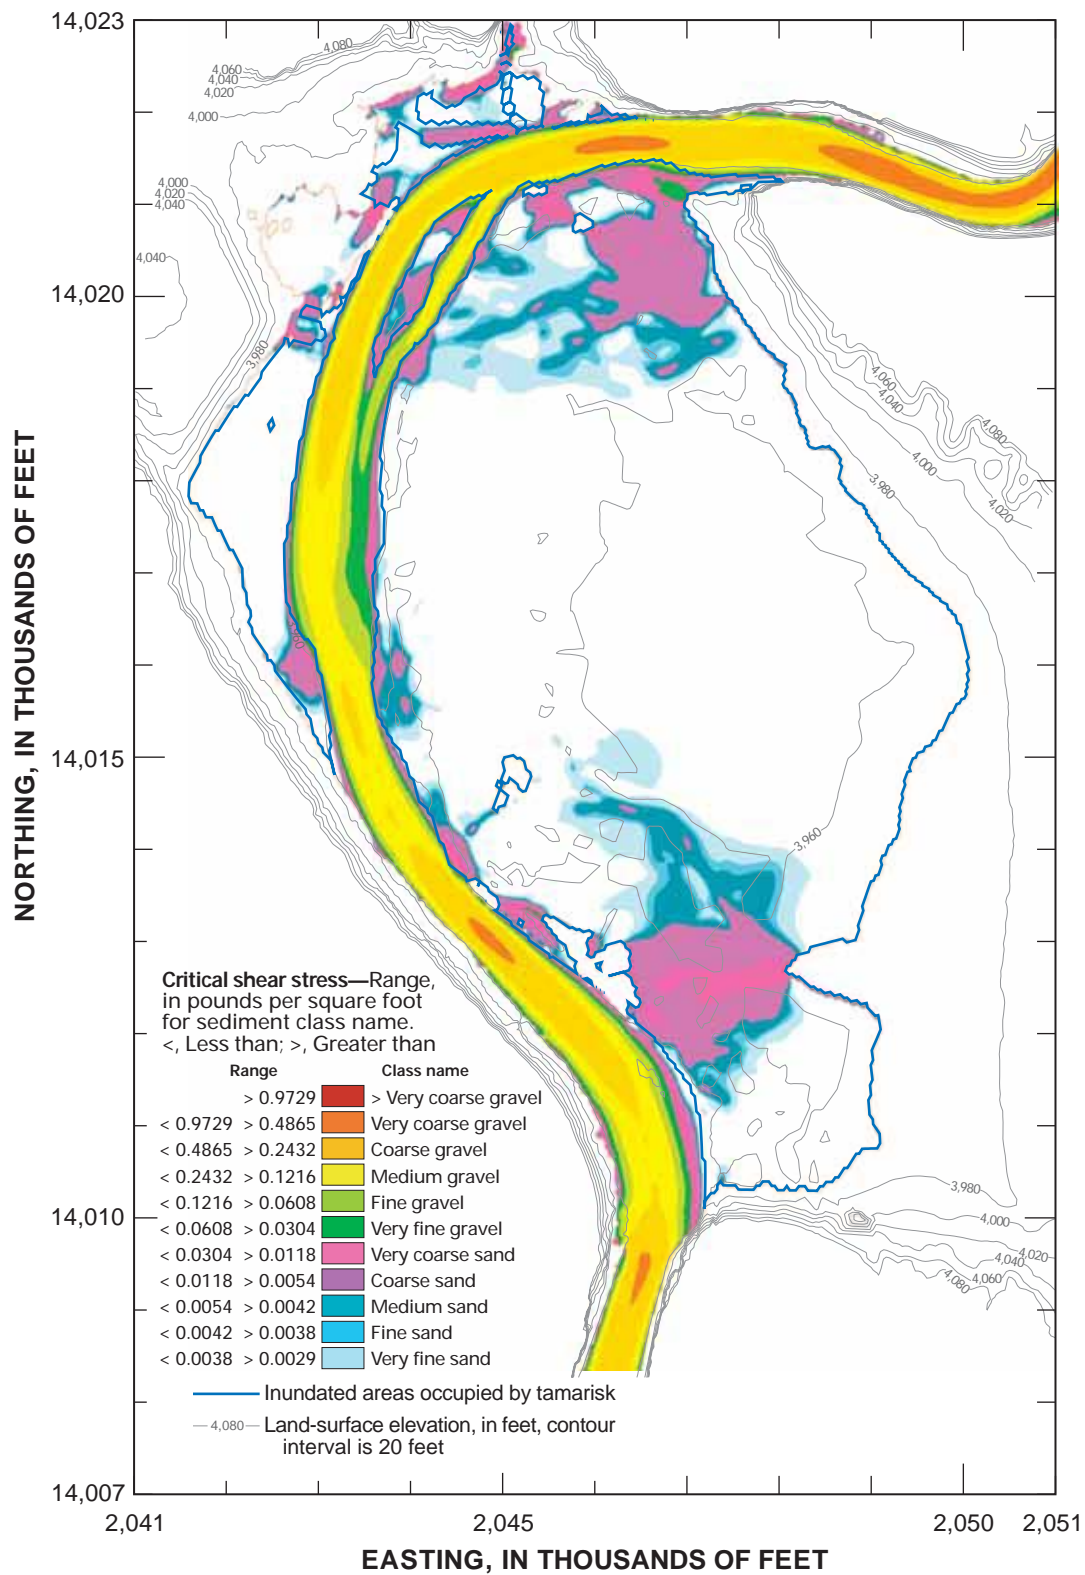 14,023
14,020
14,015
14,010
14,007
NORTHING, IN THOUSANDS OF FEET
2,041
2,045
2,050
2,051
EASTING, IN THOUSANDS OF FEET
4,080
4,060
4,040
4,020
4,000
4,000
4,020
4,040
4,040
3,980
4,060
4,040
4,080
4,000
3,980
4,020
3,960
3,980
4,000
4,020
4,040
4,060
4,080
Critical shear stress—Range,
in pounds per square foot
for sediment class name.
<, Less than; >, Greater than
Range Class name
> 0.9729 > Very coarse gravel
< 0.9729 > 0.4865 Very coarse gravel
< 0.4865 > 0.2432 Coarse gravel
< 0.2432 > 0.1216 Medium gravel
< 0.1216 > 0.0608 Fine gravel
< 0.0608 > 0.0304 Very fine gravel
< 0.0304 > 0.0118 Very coarse sand
< 0.0118 > 0.0054 Coarse sand
< 0.0054 > 0.0042 Medium sand
< 0.0042 > 0.0038 Fine sand
< 0.0038 > 0.0029 Very fine sand
Inundated areas occupied by tamarisk
4,080 Land-surface elevation, in feet, contour
interval is 20 feet